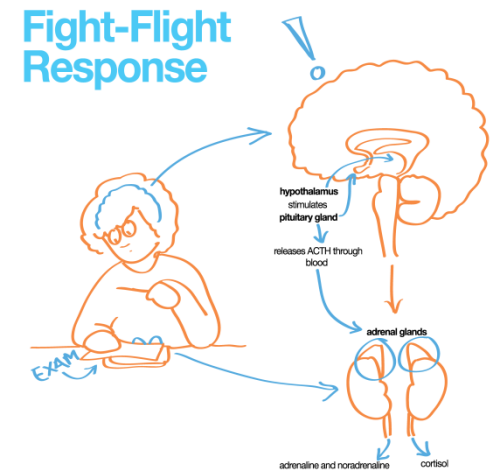 Fight-Flight
Response
!
hypothalamus
stimulates
pituitary gland
releases ACTH through
blood
adrenal glands
EXAM
adrenaline and noradrenaline
cortisol